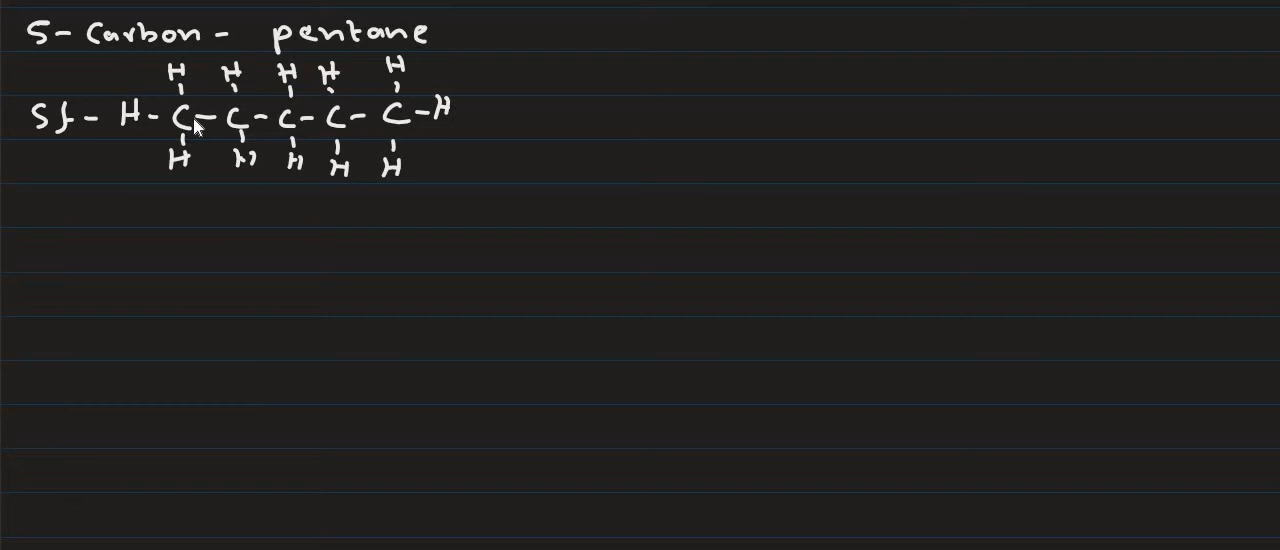 5- Carbon - pentane
H H H H H
Sf - H - C - C - C - C - C - H
H H H H H